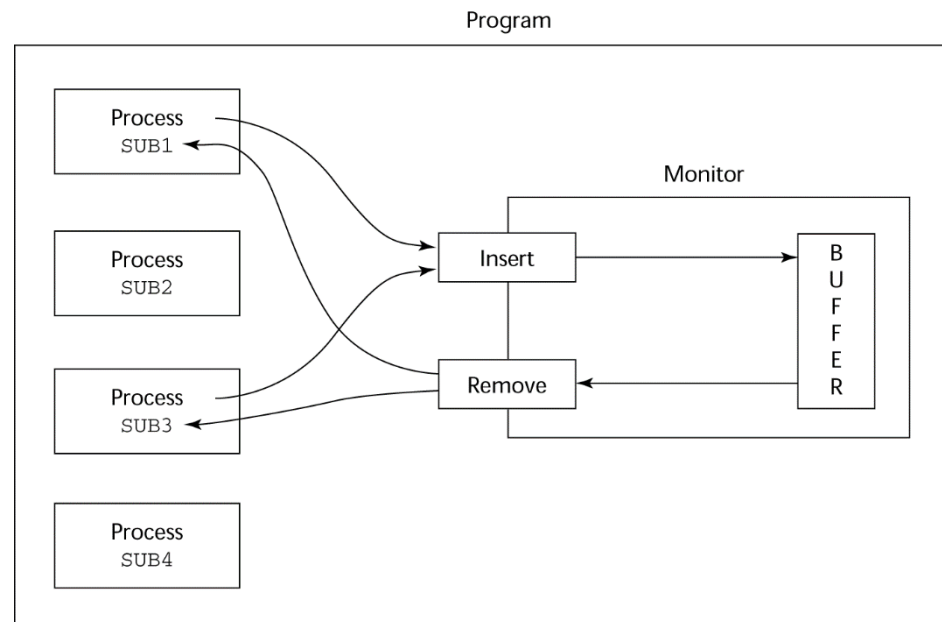 Program
Process
SUB1
Process
SUB2
Process
SUB3
Process
SUB4
Monitor
Insert
Remove
B
U
F
F
E
R